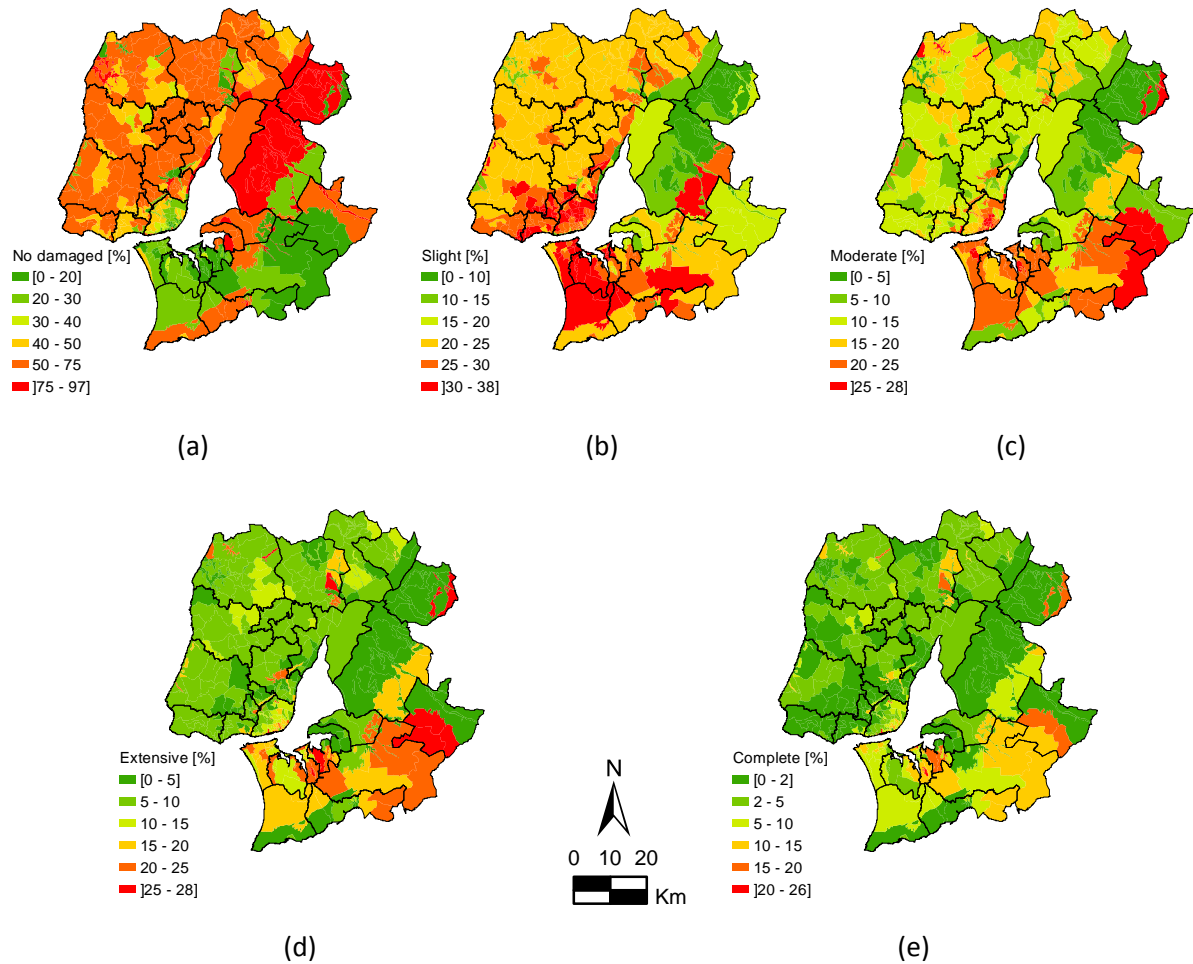 No damaged [%]
[0 - 20]
20 - 30
30 - 40
40 - 50
50 - 75
]75 - 97]
(a)
Slight [%]
[0 - 10]
10 - 15
15 - 20
20 - 25
25 - 30
]30 - 38]
(b)
Moderate [%]
[0 - 5]
5 - 10
10 - 15
15 - 20
20 - 25
]25 - 28]
(c)
Extensive [%]
[0 - 5]
5 - 10
10 - 15
15 - 20
20 - 25
]25 - 28]
(d)
N
0 10 20
Km
Complete [%]
[0 - 2]
2 - 5
5 - 10
10 - 15
15 - 20
]20 - 26]
(e)